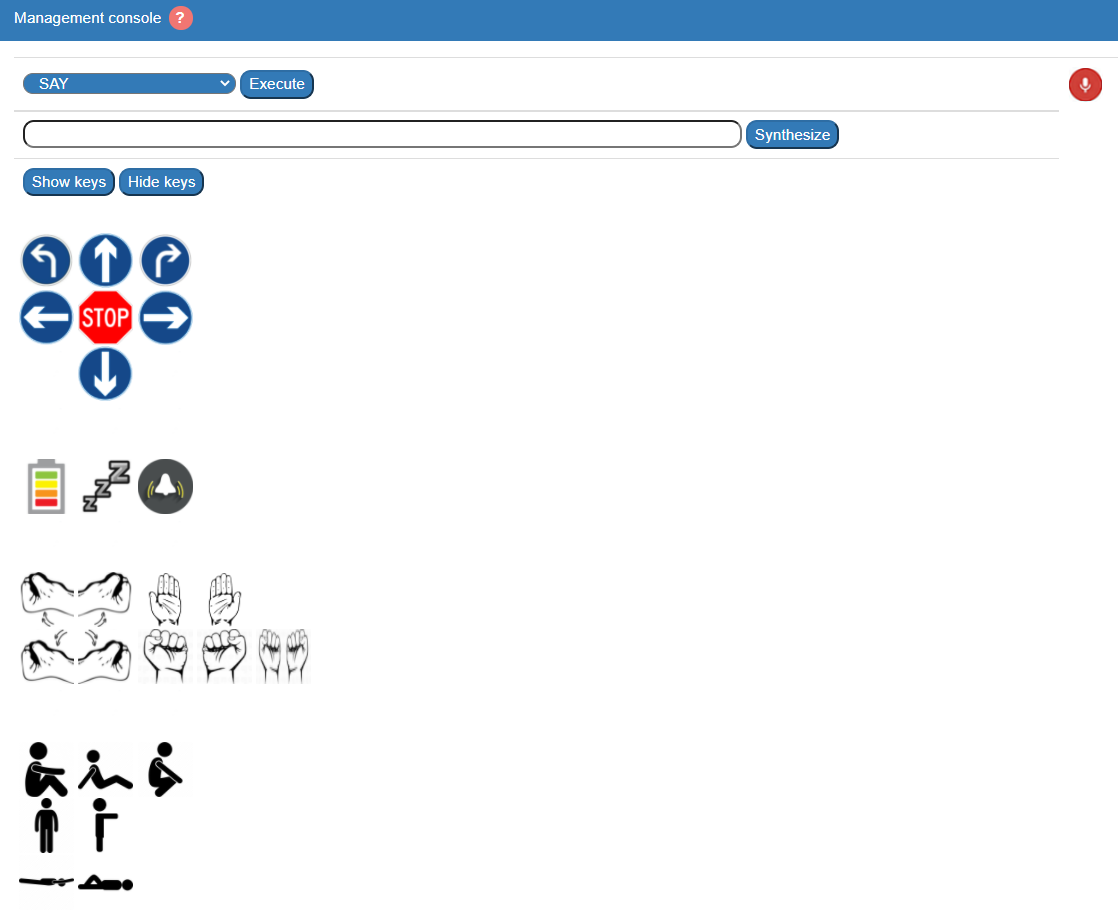 Management console ?
SAY Execute
Synthesize
Show keys Hide keys
STOP
z z z